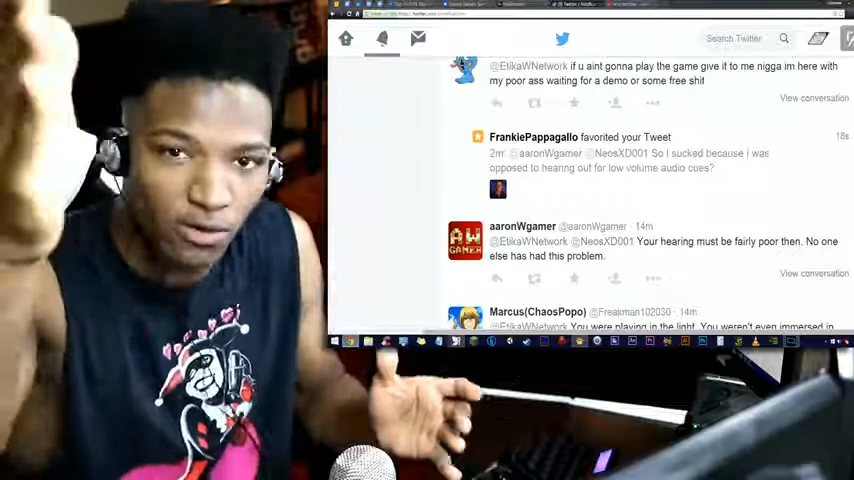 Search Twitter
@EtikaWNetwork if u aint gonna play the game give it to me nigga im here with
my poor ass waiting for a demo or some free shit
View conversation
FrankiePappagallo favorited your Tweet
18s
2m @aaronWgamer @NeosXD001 So I sucked because i was
opposed to hearing out for low volume audio cues?
AW
GAMER
aaronWgamer @aaronWgamer · 14m
@EtikaWNetwork @NeosXD001 Your hearing must be fairly poor then. No one
else has had this problem.
View conversation
Marcus(ChaosPopo) @Freakman102030 · 14m
@EtikaWNetwork You were playing in the light. You weren't even immersed in